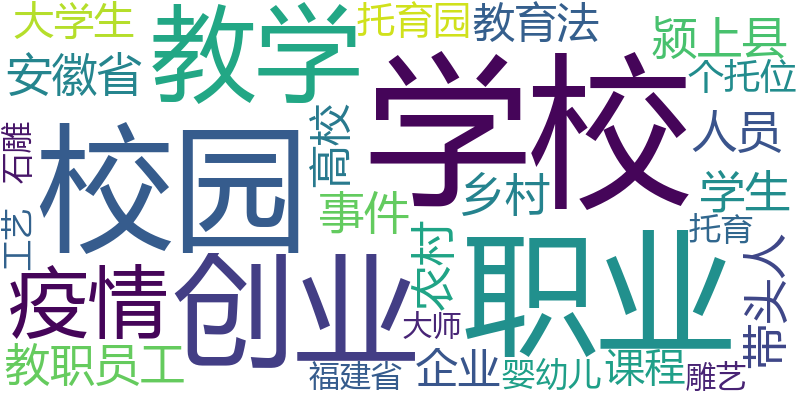 大学生
教学
托育园
教育法
颍上县
安徽省
学校
个托位
石雕
校园
高校
人员
事件
乡村
学生
工艺
农村
职业
托育
疫情
创业
带头人
大师
教职员工
福建省
企业
婴幼儿
课程
雕艺